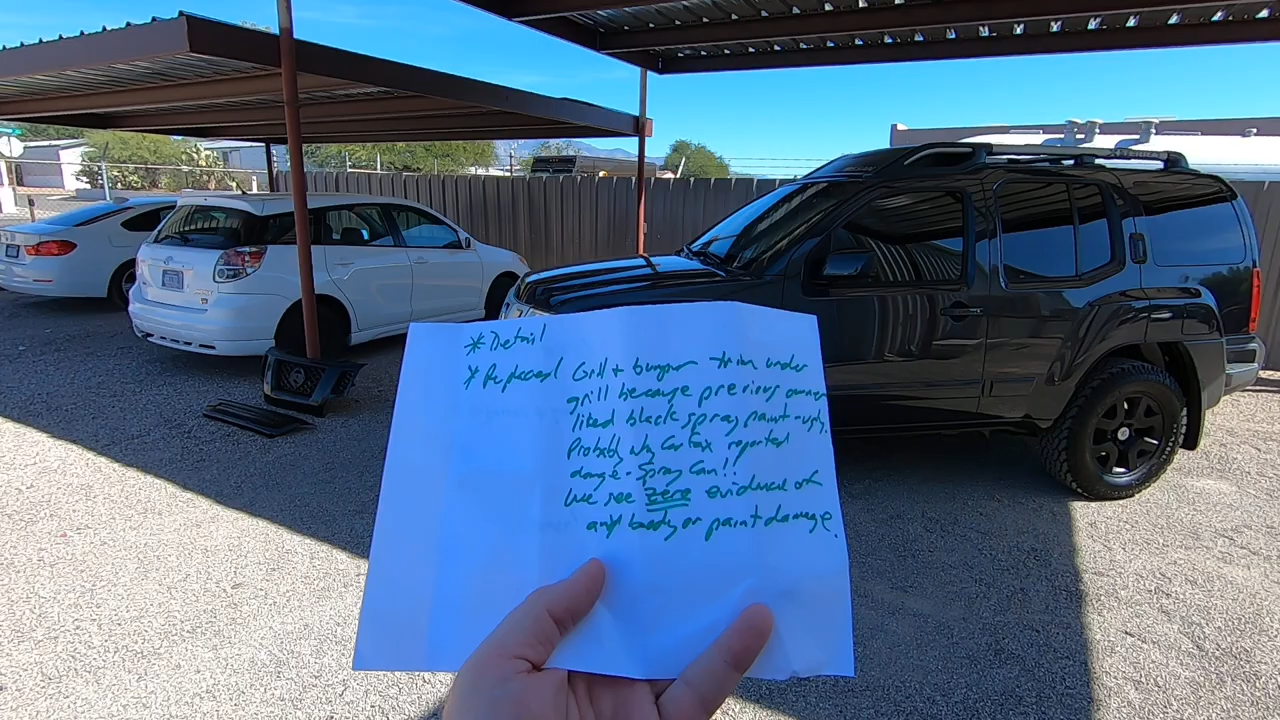 XTERRA
* Detail
* Replaced Grill + bumper trim under
grill because previous owner
liked black spray paint - ugly.
Probably why Carfax reported
damage - Spray Can!!
We see zero evidence of
any body or paint damage.